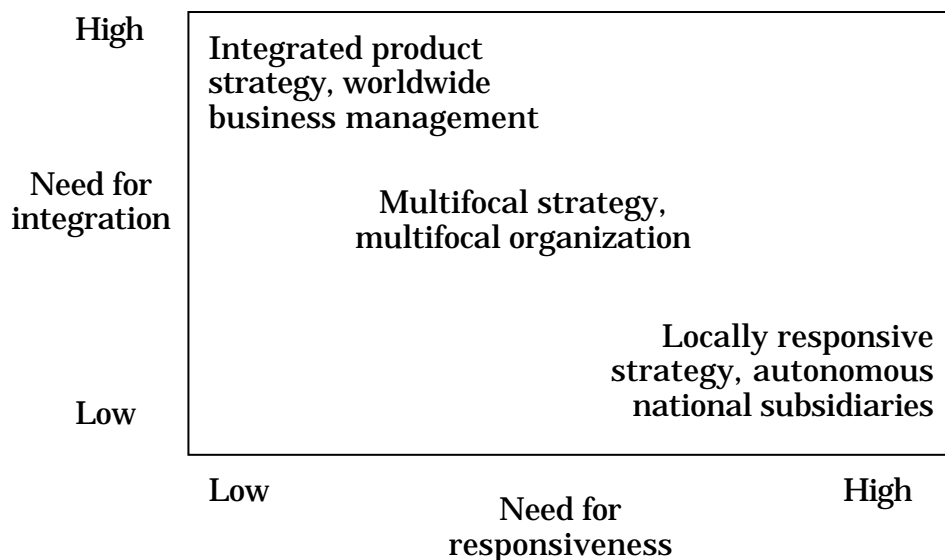 High
Integrated product
strategy, worldwide
business management
Need for
integration
Multifocal strategy,
multifocal organization
Locally responsive
strategy, autonomous
national subsidiaries
Low
Low
High
Need for
responsiveness